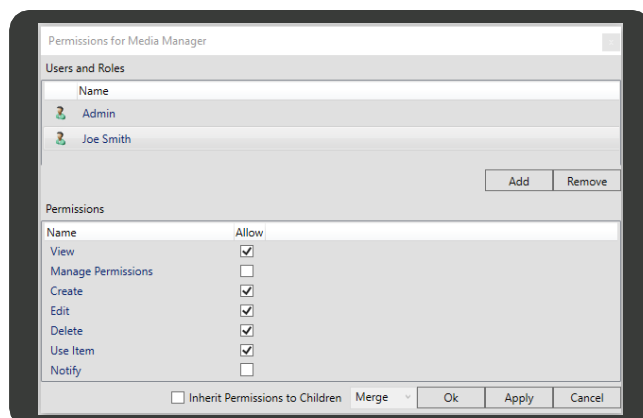 Permissions for Media Manager
Users and Roles
Name
Admin
Joe Smith
Add Remove
Permissions
Name Allow
View
Manage Permissions
Create
Edit
Delete
Use Item
Notify
Inherit Permissions to Children Merge Ok Apply Cancel